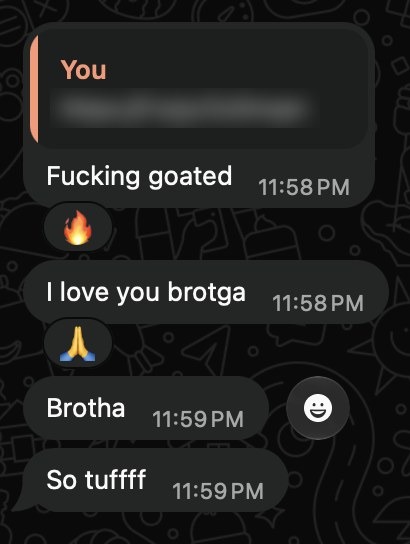 You
Fucking goated 11:58 PM
🔥
I love you brotga 11:58 PM
🙏
Brotha 11:59 PM
So tuffff 11:59 PM